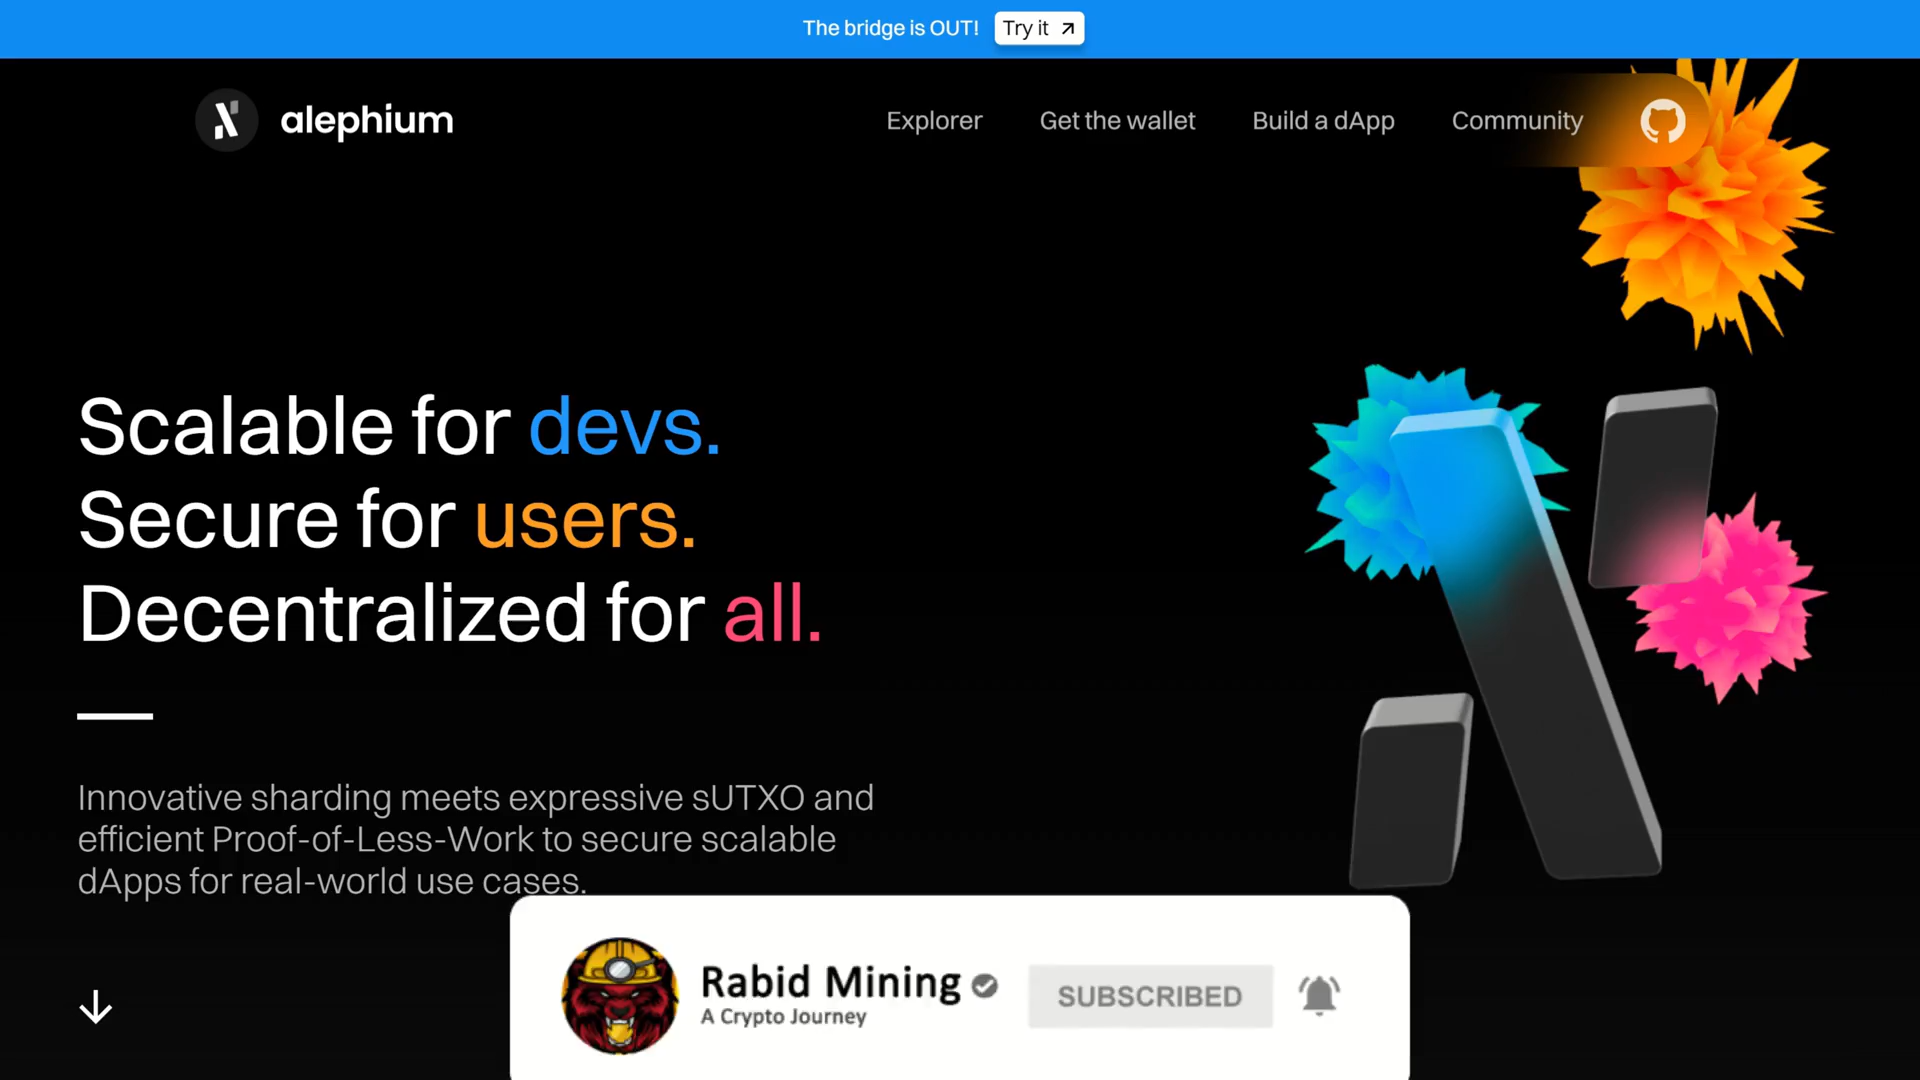 The bridge is OUT! Try it
alephium
Explorer Get the wallet Build a dApp Community
Scalable for devs.
Secure for users.
Decentralized for all.
Innovative sharding meets expressive sUTXO and
efficient Proof-of-Less-Work to secure scalable
dApps for real-world use cases.
Rabid Mining
A Crypto Journey
SUBSCRIBED